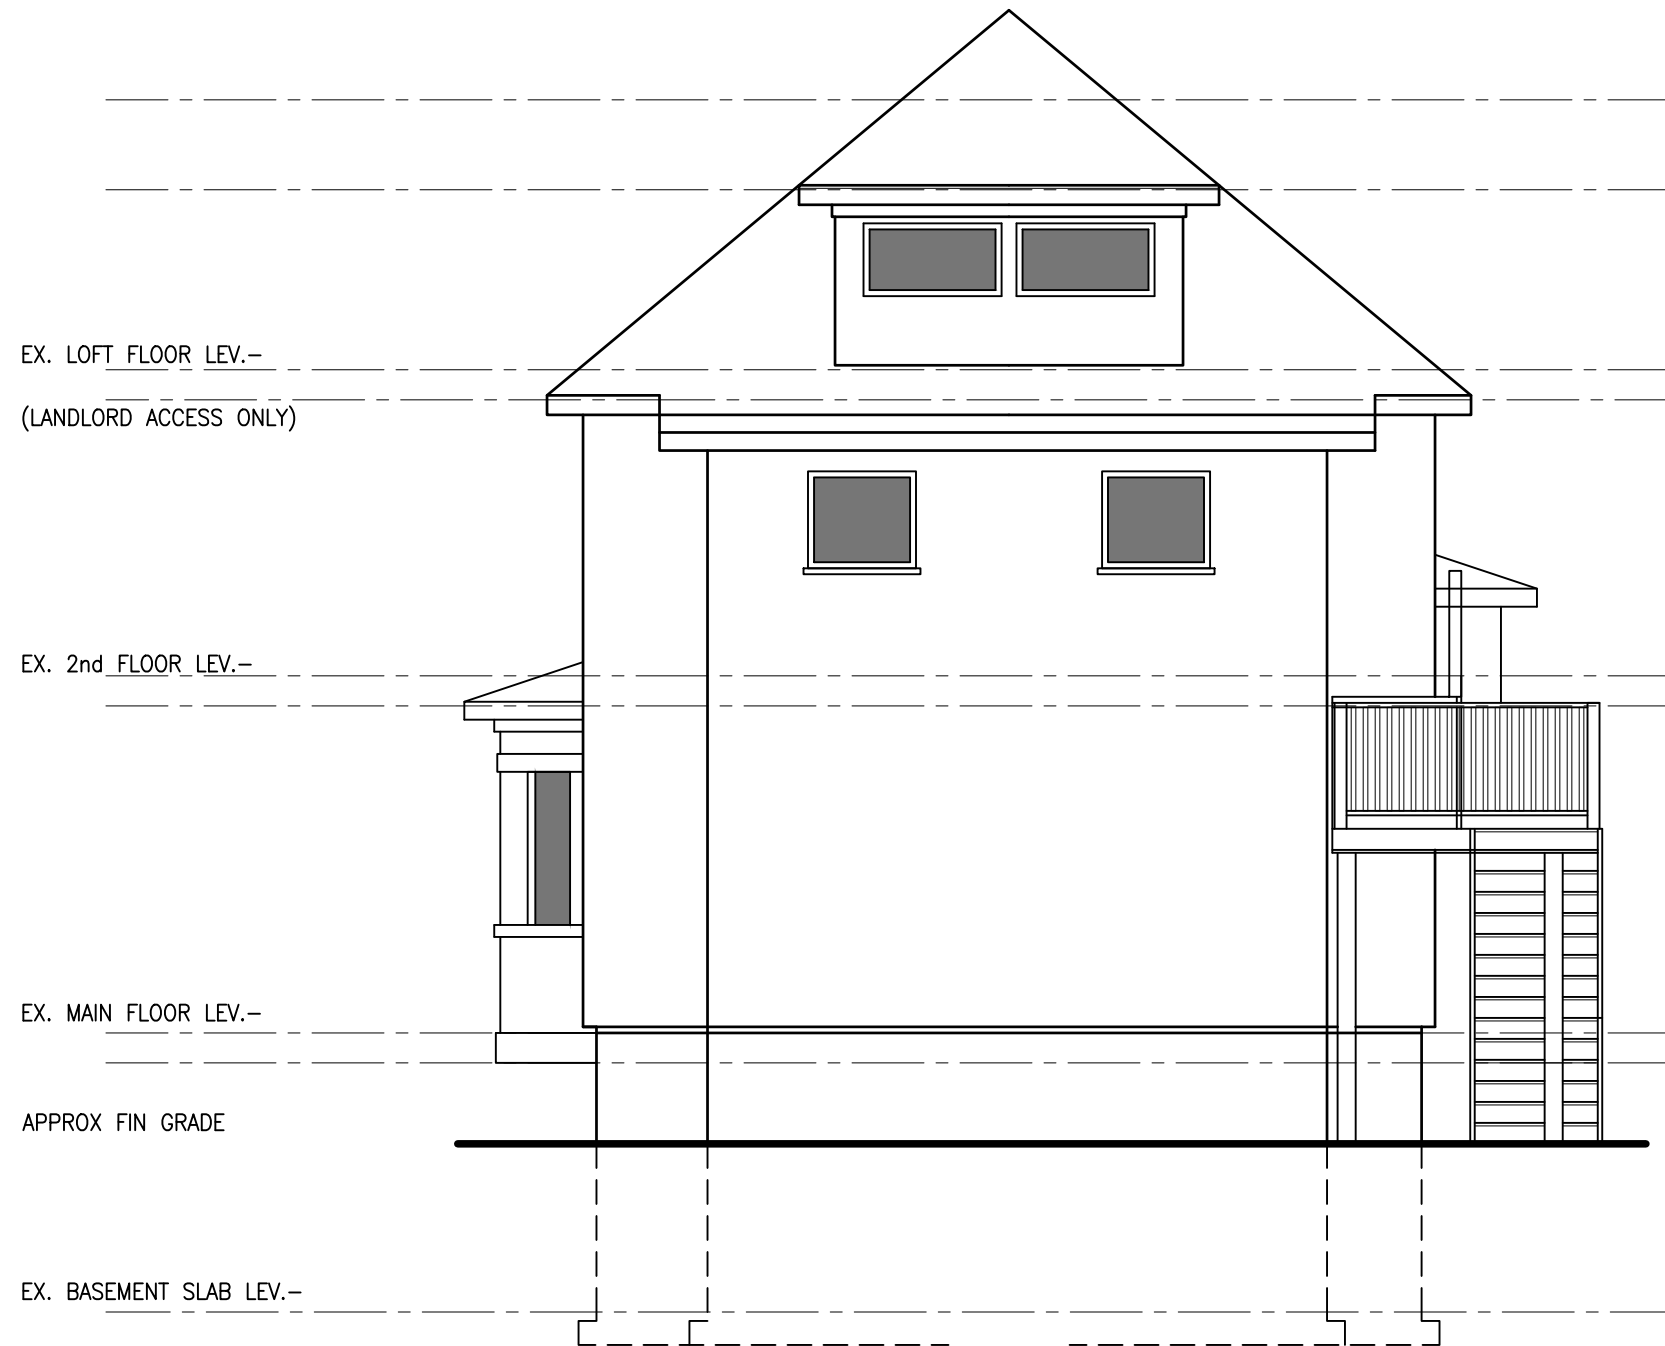 EX. LOFT FLOOR LEV.-
(LANDLORD ACCESS ONLY)
EX. 2nd FLOOR LEV.-
EX. MAIN FLOOR LEV.-
APPROX FIN GRADE
EX. BASEMENT SLAB LEV.-